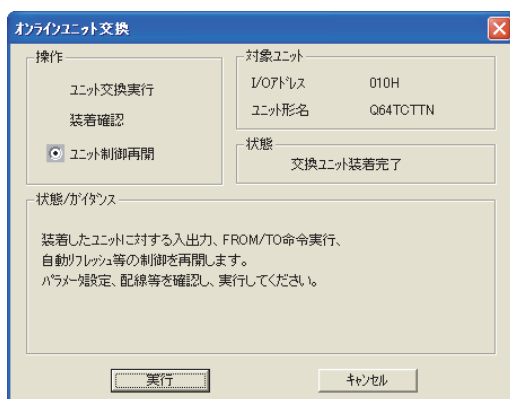 オンラインユニット交換
操作
ユニット交換実行
装着確認
ユニット制御再開
対象ユニット
I/Oアドレス 010H
ユニット形名 Q64TCTTN
状態
交換ユニット装着完了
状態/ガイダンス
装着したユニットに対する入出力、FROM/TO命令実行、
自動リフレッシュ等の制御を再開します。
パラメータ設定、配線等を確認し、実行してください。
実行 キャンセル